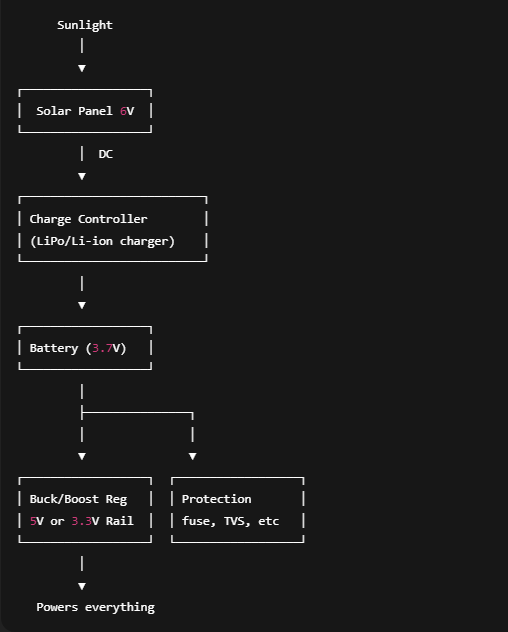 Sunlight
Solar Panel 6V
DC
Charge Controller
(LiPo/Li-ion charger)
Battery (3.7V)
Buck/Boost Reg
5V or 3.3V Rail
Protection
fuse, TVS, etc
Powers everything